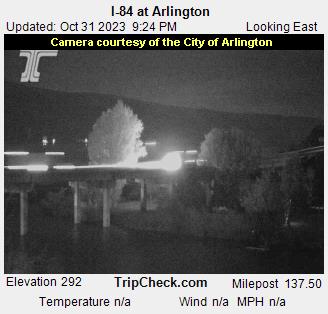 I-84 at Arlington
Updated: Oct 31 2023 9:24 PM Looking East
Camera courtesy of the City of Arlington
Elevation 292 TripCheck.com Milepost 137.50
Temperature n/a Wind n/a MPH n/a